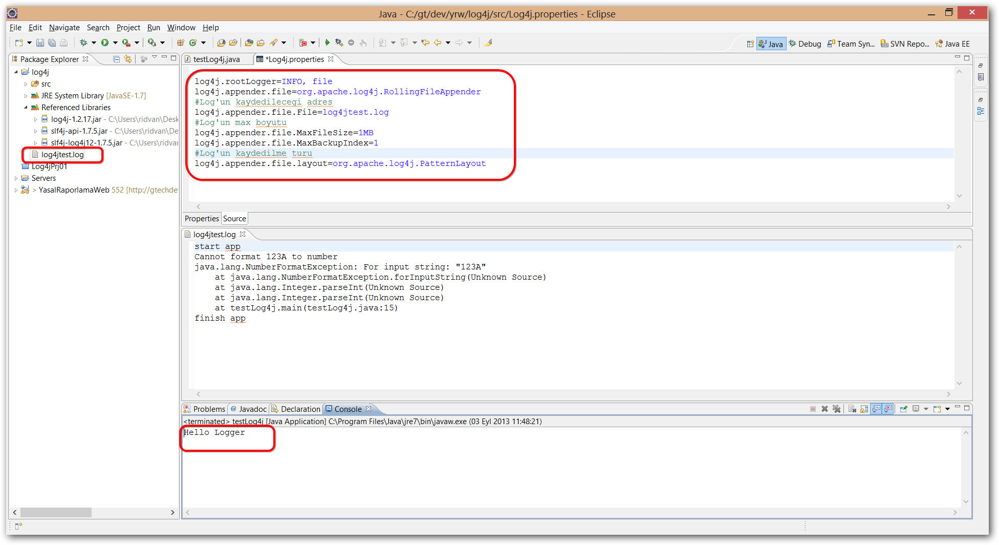 Java - C:/gt/dev/yrw/log4j/src/Log4j.properties - Eclipse
File Edit Navigate Search Project Run Window Help
Java Debug Team Syn... SVN Repo... Java EE
Package Explorer
log4j
src
JRE System Library [JavaSE-1.7]
Referenced Libraries
log4j-1.2.17.jar - C:\Users\ridvan\Desk
slf4j-api-1.7.5.jar - C:\Users\ridvan\De
slf4j-log4j12-1.7.5.jar - C:\Users\ridvar
log4jtest.log
Log4jPrj01
Servers
> YasalRaporlamaWeb 552 [http://gtechde
testLog4j.java *Log4j.properties
log4j.rootLogger=INFO, file
log4j.appender.file=org.apache.log4j.RollingFileAppender
#Log'un kaydedilecegi adres
log4j.appender.file.File=log4jtest.log
#Log'un max boyutu
log4j.appender.file.MaxFileSize=1MB
log4j.appender.file.MaxBackupIndex=1
#Log'un kaydedilme turu
log4j.appender.file.layout=org.apache.log4j.PatternLayout
Properties Source
log4jtest.log
start app
Cannot format 123A to number
java.lang.NumberFormatException: For input string: "123A"
at java.lang.NumberFormatException.forInputString(Unknown Source)
at java.lang.Integer.parseInt(Unknown Source)
at java.lang.Integer.parseInt(Unknown Source)
at testLog4j.main(testLog4j.java:15)
finish app
Problems @ Javadoc Declaration Console
<terminated> testLog4j [Java Application] C:\Program Files\Java\jre7\bin\javaw.exe (03 Eyl 2013 11:48:21)
Hello Logger